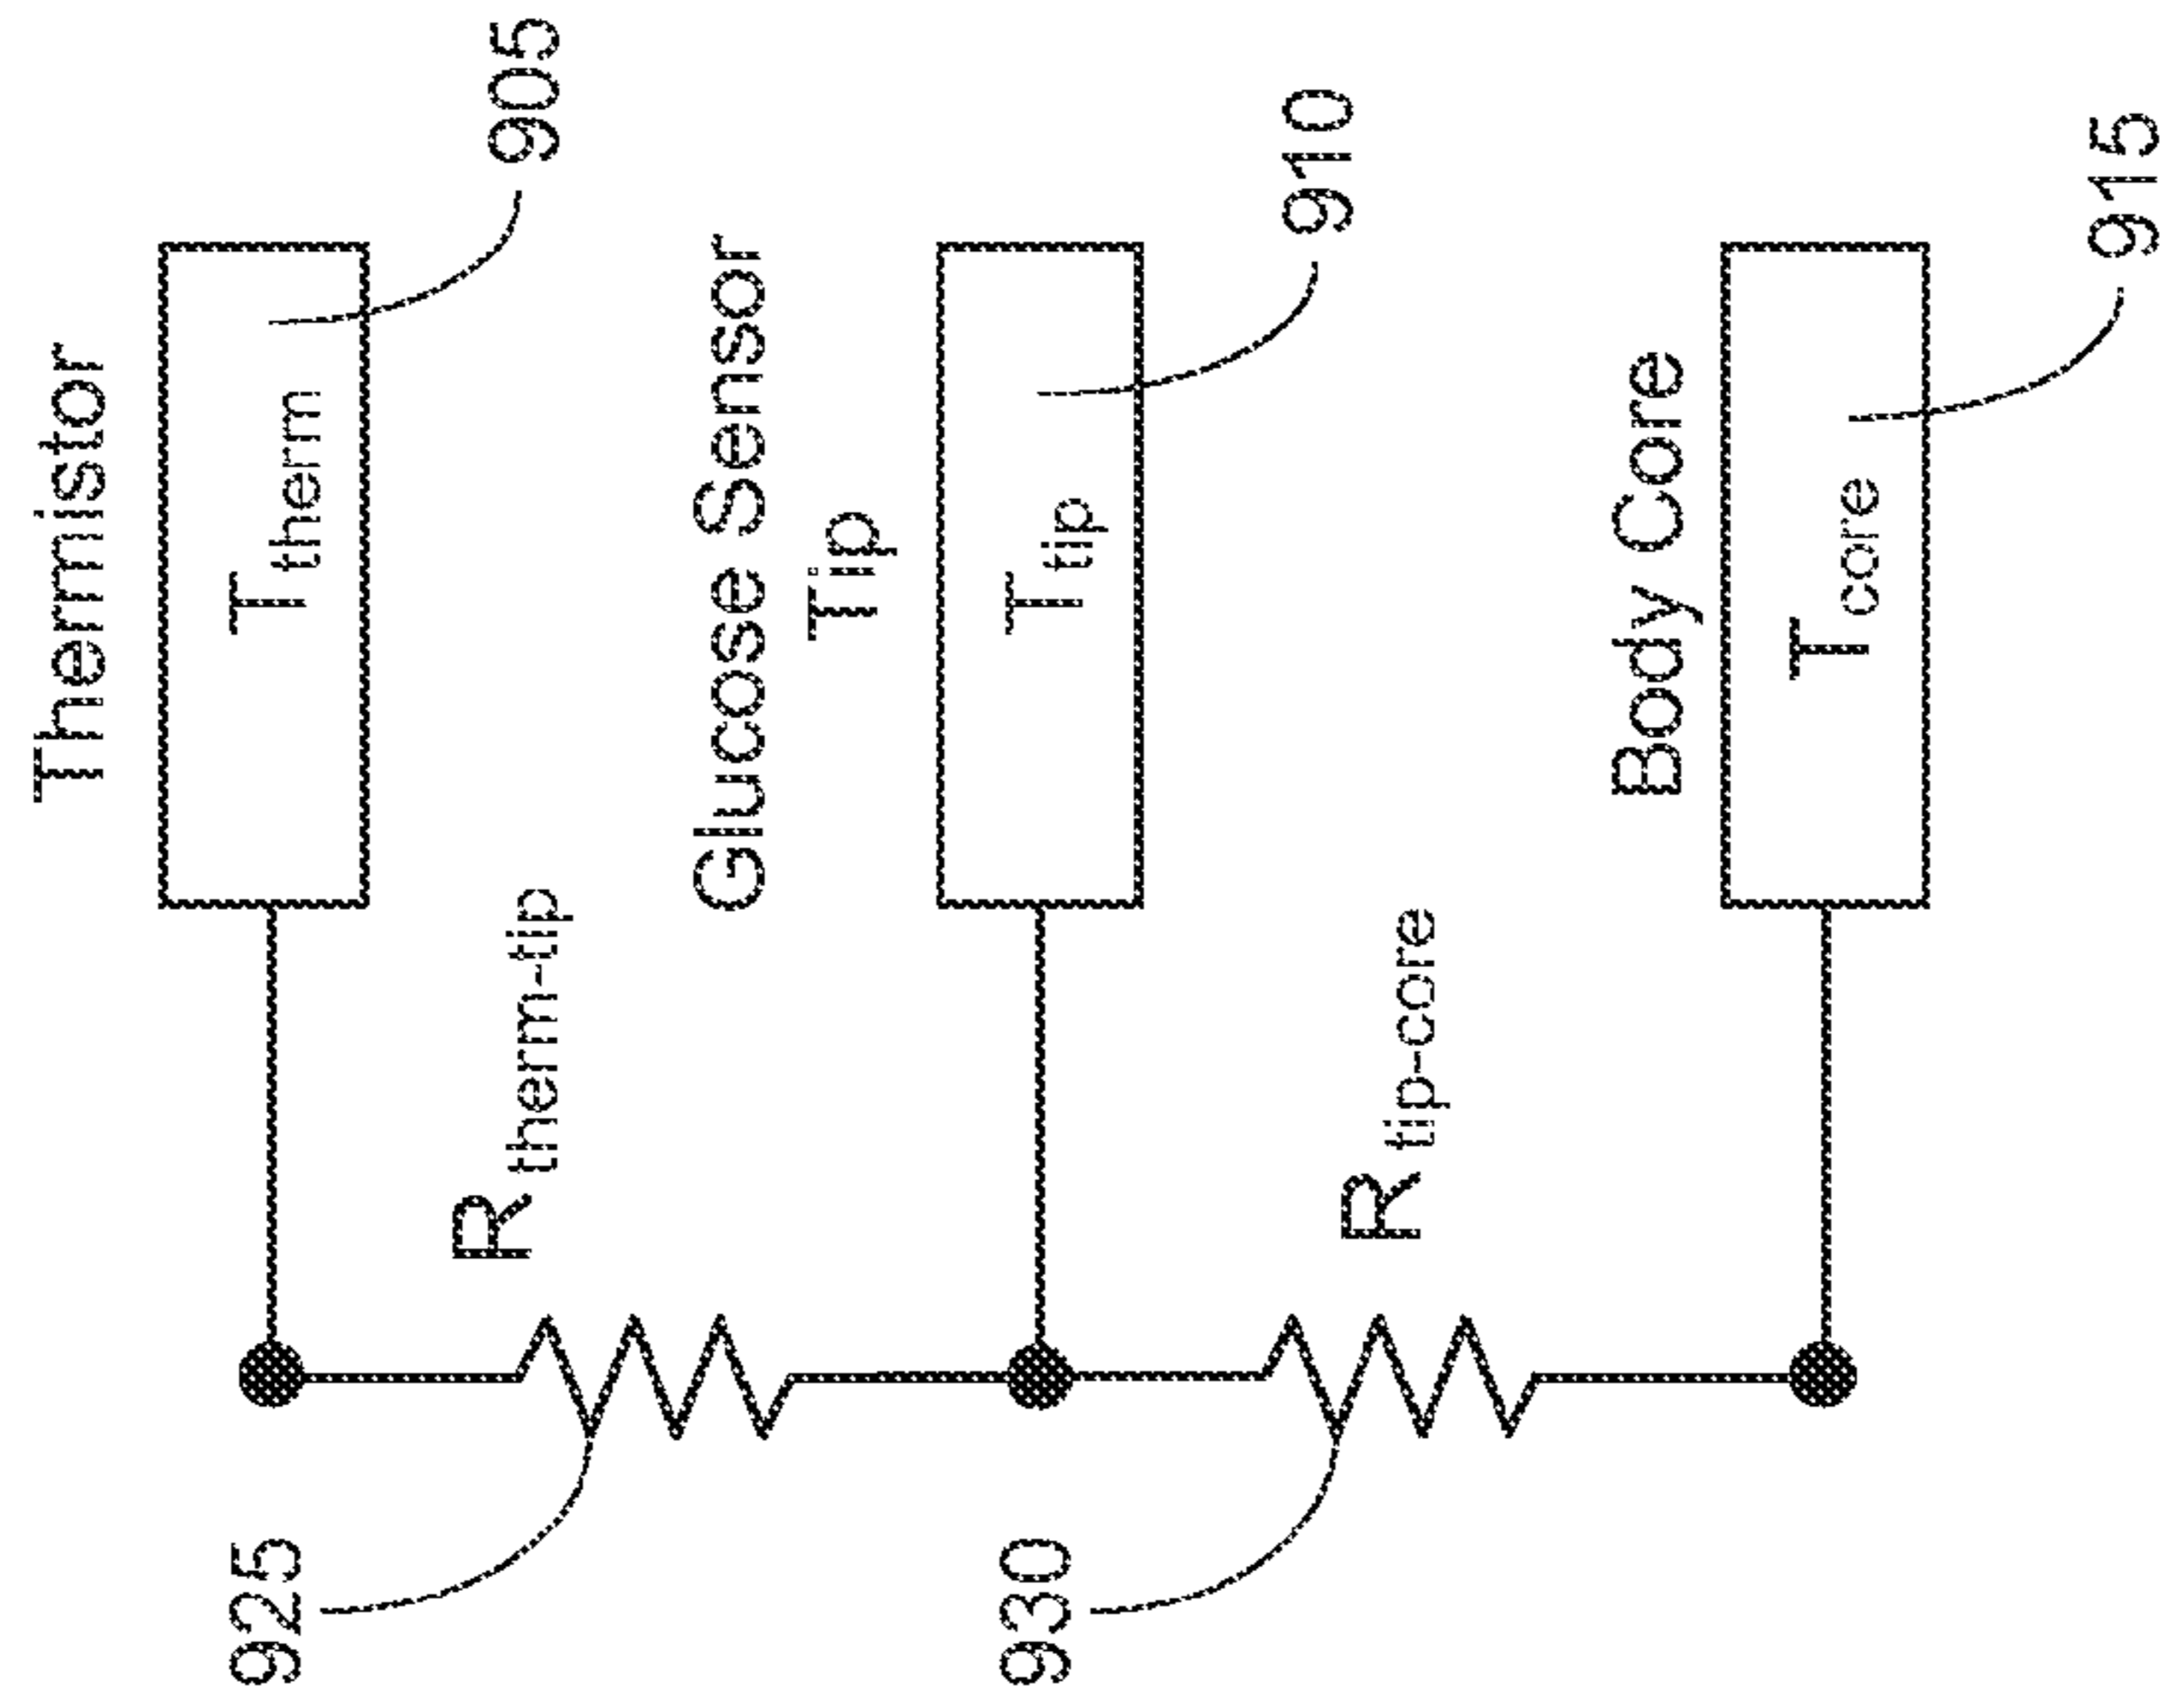 Thermistor
T therm
905
R therm-tip
925
Glucose Sensor
Tip
T tip
910
R tip-core
930
Body Core
T core
915